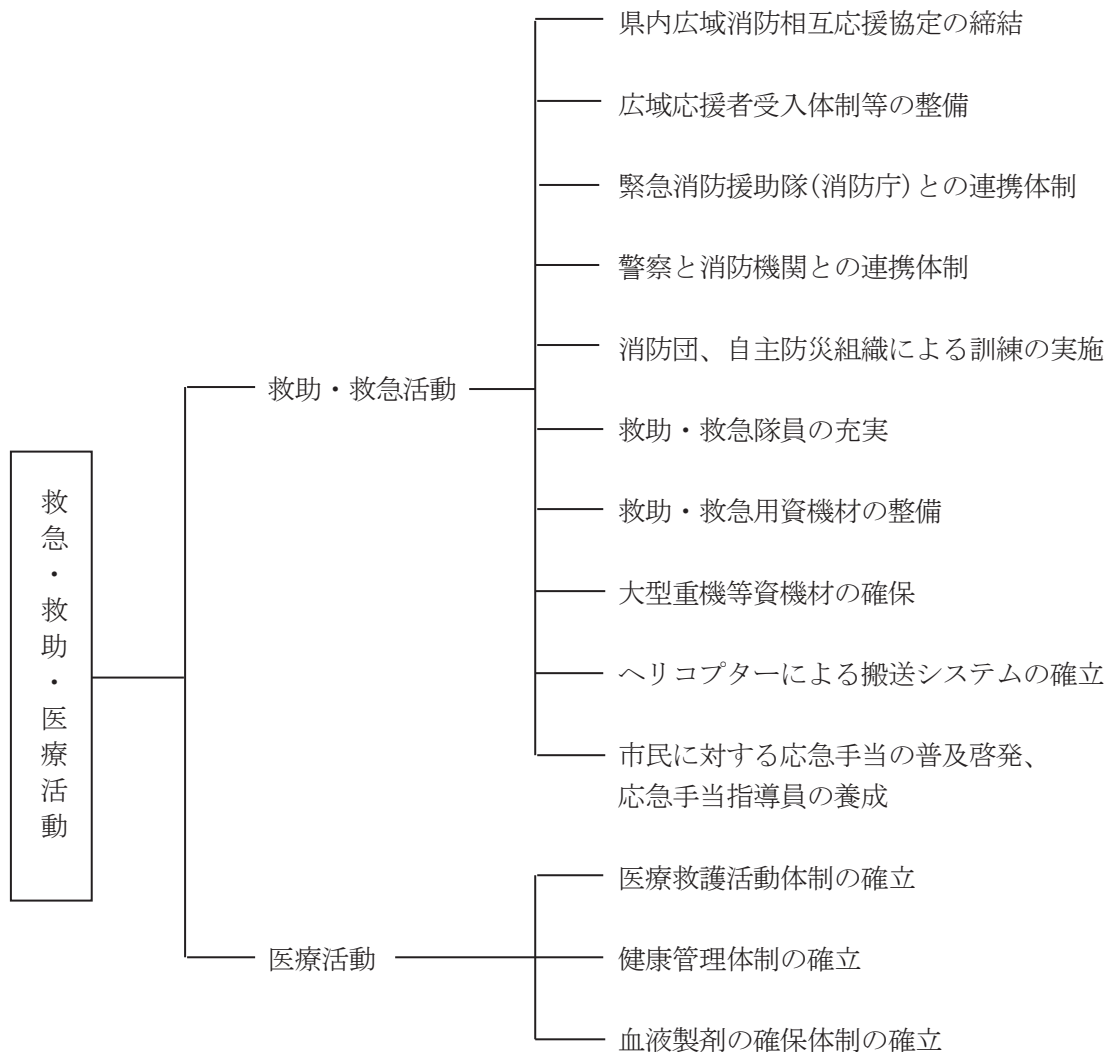 救急・救助・医療活動
救助・救急活動
県内広域消防相互応援協定の締結
広域応援者受入体制等の整備
緊急消防援助隊(消防庁)との連携体制
警察と消防機関との連携体制
消防団、自主防災組織による訓練の実施
救助・救急隊員の充実
救助・救急用資機材の整備
大型重機等資機材の確保
ヘリコプターによる搬送システムの確立
市民に対する応急手当の普及啓発、
応急手当指導員の養成
医療活動
医療救護活動体制の確立
健康管理体制の確立
血液製剤の確保体制の確立